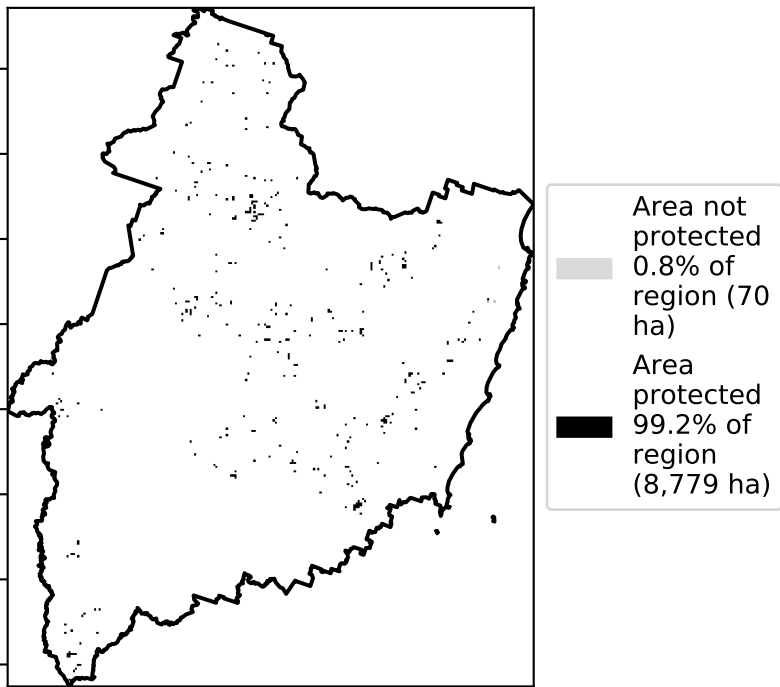 Area not
protected
0.8% of
region (70
ha)
Area
protected
99.2% of
region
(8,779 ha)